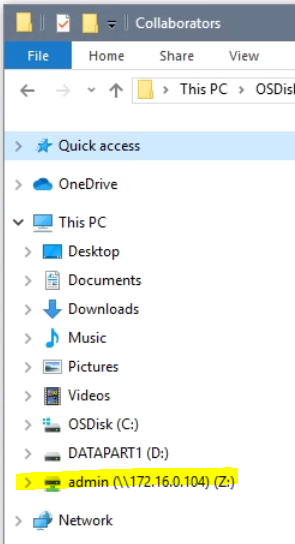 Collaborators
File Home Share View
This PC OSDisk
Quick access
OneDrive
This PC
Desktop
Documents
Downloads
Music
Pictures
Videos
OSDisk (C:)
DATAPART1 (D:)
admin (\\172.16.0.104) (Z:)
Network